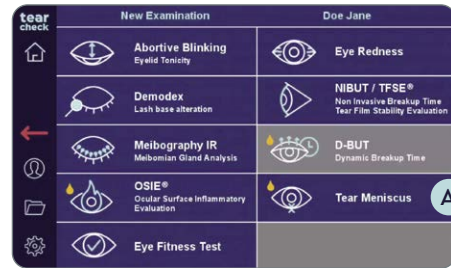 tear
check
New Examination
Doe Jane
Abortive Blinking
Eyelid Tonicity
Eye Redness
Demodex
Lash base alteration
NIBUT / TFSE®
Non Invasive Breakup Time
Tear Film Stability Evaluation
Meibography IR
Meibomian Gland Analysis
D-BUT
Dynamic Breakup Time
OSIE®
Ocular Surface Inflammatory
Evaluation
Tear Meniscus
A
Eye Fitness Test